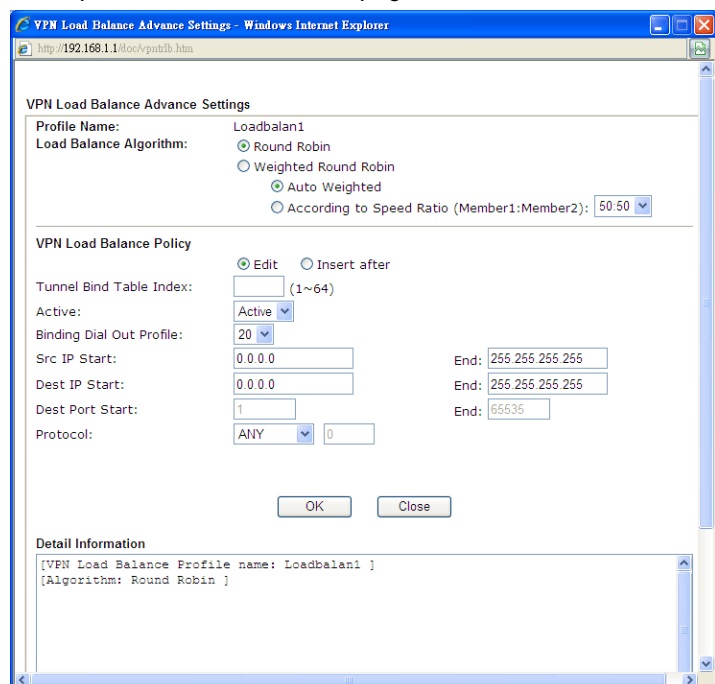 VPN Load Balance Advance Settings - Windows Internet Explorer
http://192.168.1.1/doc/vpntrlb.htm
VPN Load Balance Advance Settings
Profile Name: Loadbalan1
Load Balance Algorithm: Round Robin
Weighted Round Robin
Auto Weighted
According to Speed Ratio (Member1:Member2): 50:50
VPN Load Balance Policy
Edit Insert after
Tunnel Bind Table Index: (1~64)
Active: Active
Binding Dial Out Profile: 20
Src IP Start: 0.0.0.0 End: 255.255.255.255
Dest IP Start: 0.0.0.0 End: 255.255.255.255
Dest Port Start: 1 End: 65535
Protocol: ANY 0
OK Close
Detail Information
[VPN Load Balance Profile name: Loadbalan1 ]
[Algorithm: Round Robin ]